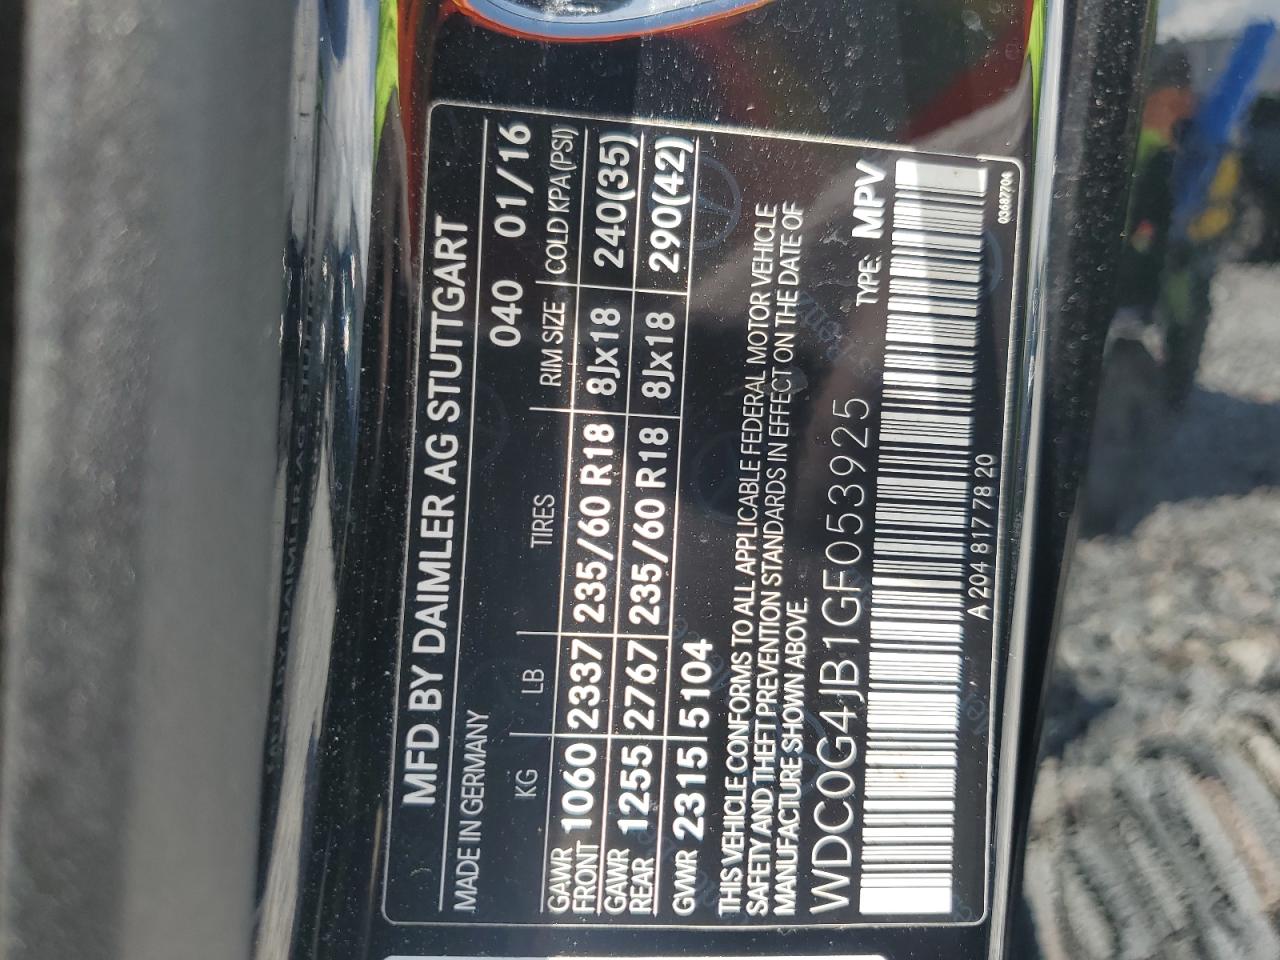 MFD BY DAIMLER AG STUTTGART
MADE IN GERMANY 040 01/16
KG LB TIRES RIM SIZE COLD KPA (PSI)
GAWR FRONT 1060 2337 235/60 R18 8Jx18 240(35)
GAWR REAR 1255 2767 235/60 R18 8Jx18 290(42)
GVWR 2315 5104
THIS VEHICLE CONFORMS TO ALL APPLICABLE FEDERAL MOTOR VEHICLE
SAFETY AND THEFT PREVENTION STANDARDS IN EFFECT ON THE DATE OF
MANUFACTURE SHOWN ABOVE.
WDC0G4JB1GF053925 TYPE: MPV
A 204 817 78 20
03687704